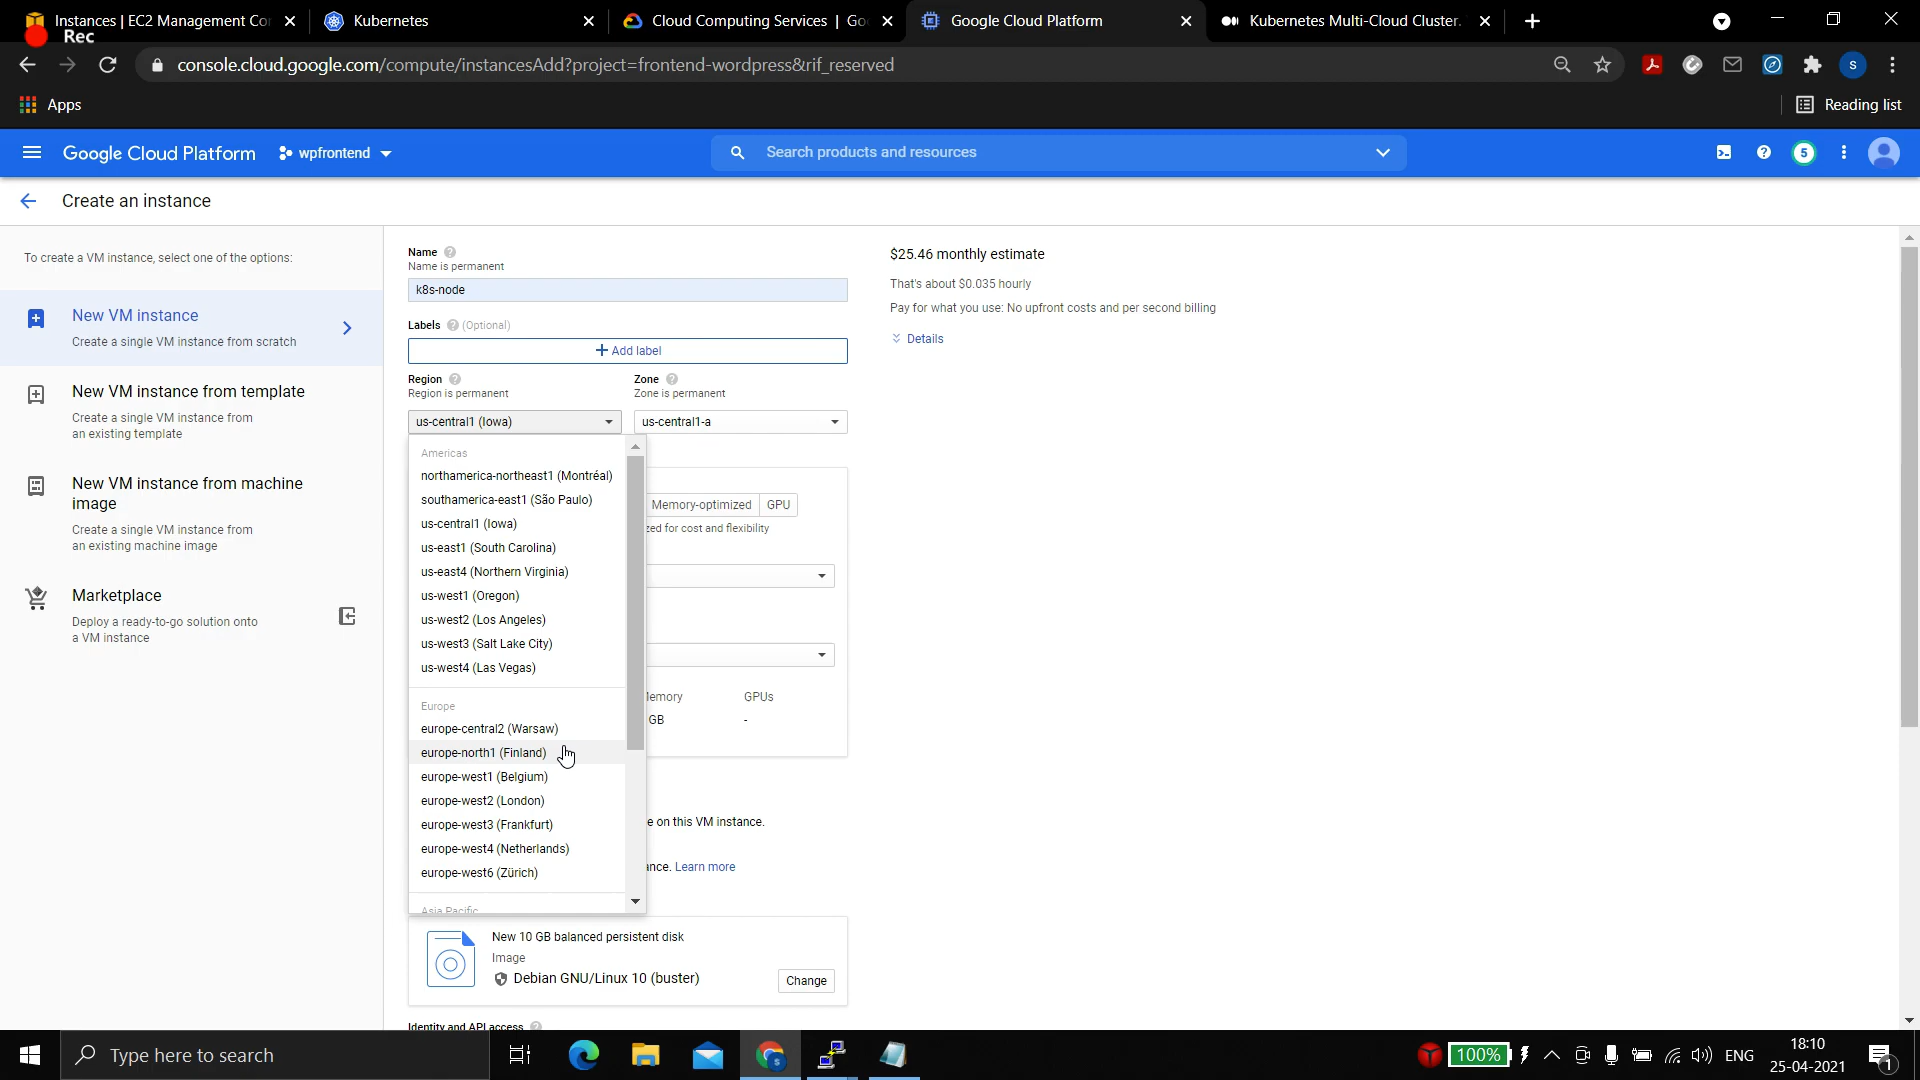 Instances | EC2 Management Co
Kubernetes
Cloud Computing Services | Go
Google Cloud Platform
Kubernetes Multi-Cloud Cluster.
Rec
console.cloud.google.com/compute/instancesAdd?project=frontend-wordpress&rif_reserved
S
Apps
Reading list
Google Cloud Platform
wpfrontend
Search products and resources
5
Create an instance
To create a VM instance, select one of the options:
New VM instance
Create a single VM instance from scratch
New VM instance from template
Create a single VM instance from
an existing template
New VM instance from machine
image
Create a single VM instance from
an existing machine image
Marketplace
Deploy a ready-to-go solution onto
a VM instance
Name
Name is permanent
k8s-node
Labels (Optional)
+ Add label
Region
Region is permanent
Zone
Zone is permanent
us-central1 (Iowa)
us-central1-a
Americas
northamerica-northeast1 (Montréal)
southamerica-east1 (São Paulo)
us-central1 (Iowa)
us-east1 (South Carolina)
us-east4 (Northern Virginia)
us-west1 (Oregon)
us-west2 (Los Angeles)
us-west3 (Salt Lake City)
us-west4 (Las Vegas)
Europe
europe-central2 (Warsaw)
europe-north1 (Finland)
europe-west1 (Belgium)
europe-west2 (London)
europe-west3 (Frankfurt)
europe-west4 (Netherlands)
europe-west6 (Zürich)
Asia Pacific
Memory-optimized
GPU
zed for cost and flexibility
Memory
GPUs
GB
-
e on this VM instance.
ance. Learn more
New 10 GB balanced persistent disk
Image
Debian GNU/Linux 10 (buster)
Change
Identity and API access
$25.46 monthly estimate
That's about $0.035 hourly
Pay for what you use: No upfront costs and per second billing
Details
Type here to search
100%
ENG
18:10
25-04-2021
1